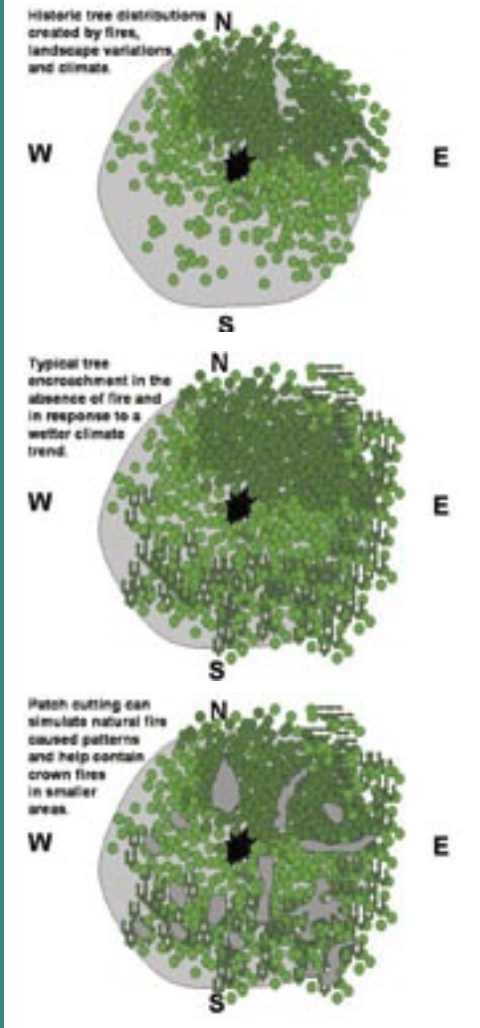 Historic tree distributions
created by fires,
landscape variations,
and climate.
N
W
E
S
Typical tree
encroachment in the
absence of fire and
in response to a
wetter climate
trend.
N
W
E
S
Patch cutting can
simulate natural fire
caused patterns
and help contain
crown fires
in smaller
areas.
N
W
E
S